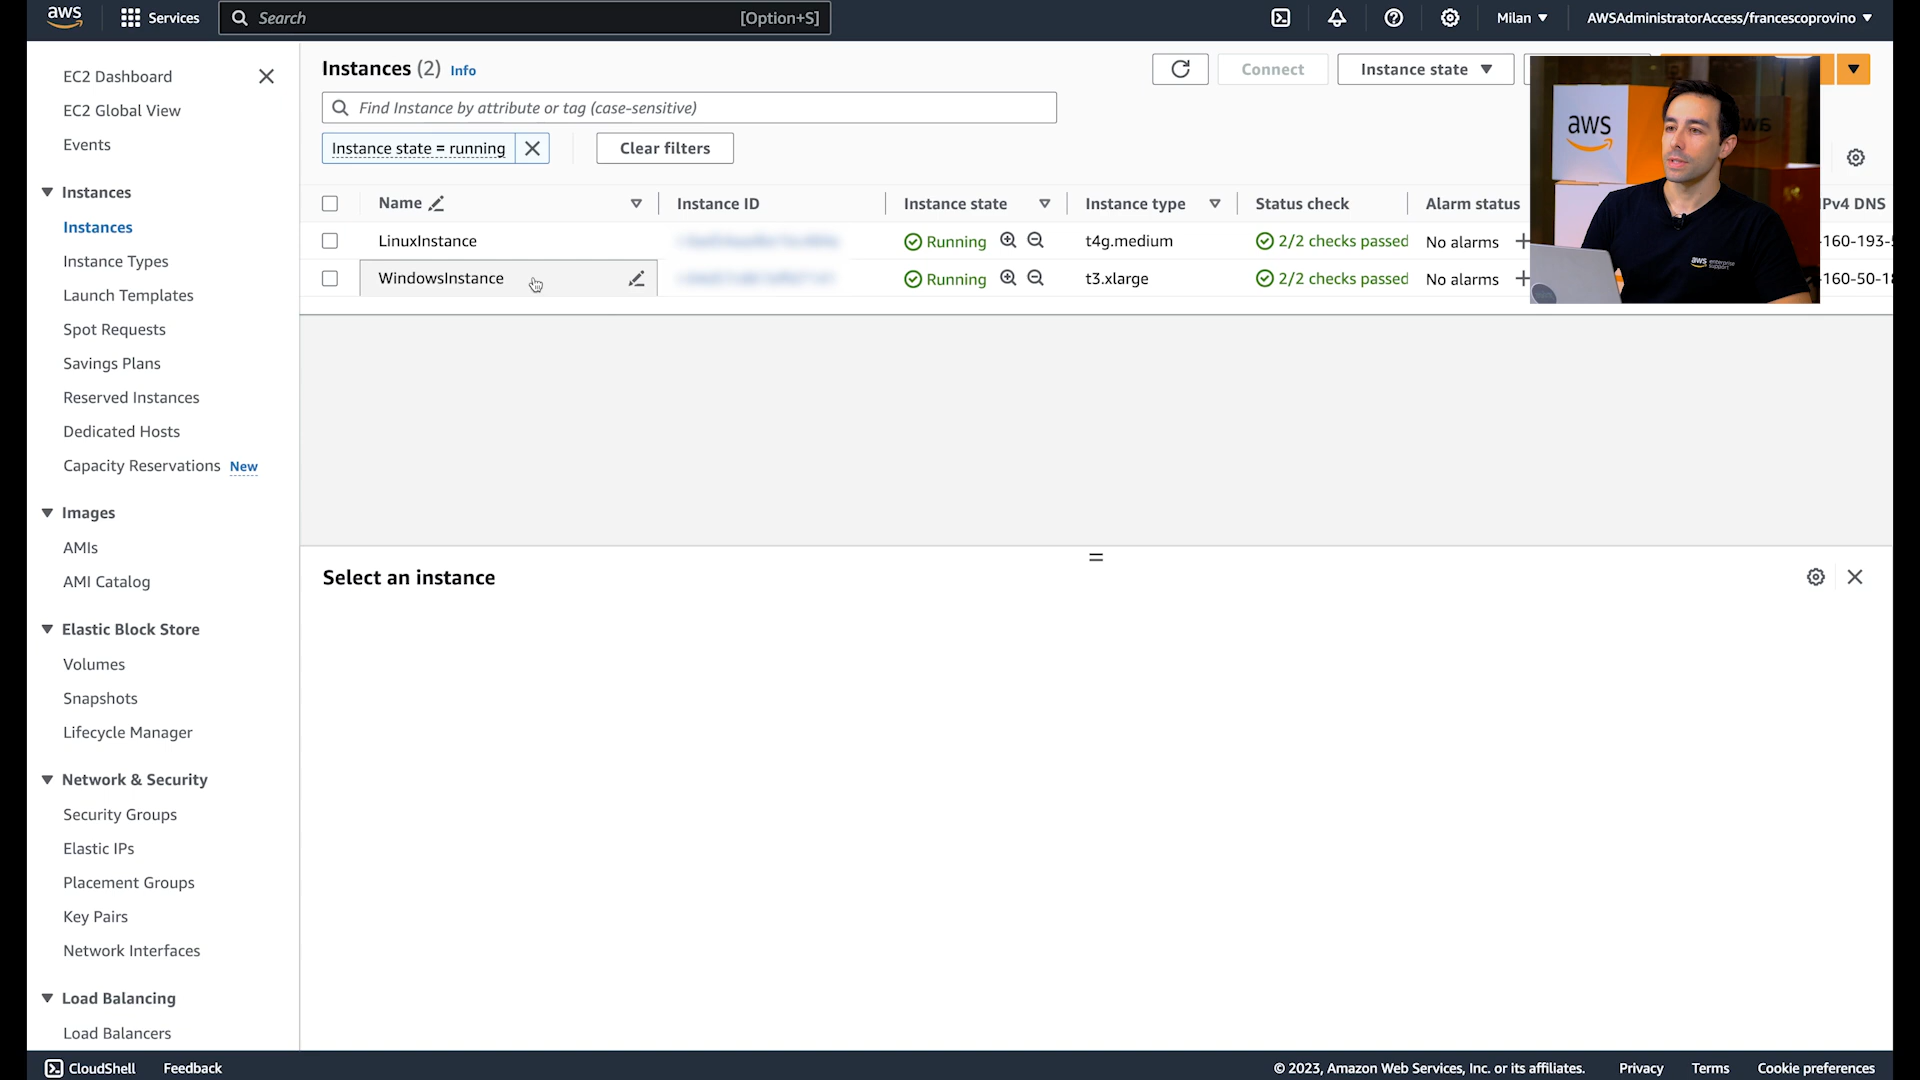 aws
Services
Search
[Option+S]
Milan
AWSAdministratorAccess/francescoprovino
EC2 Dashboard
EC2 Global View
Events
Instances
Instances
Instance Types
Launch Templates
Spot Requests
Savings Plans
Reserved Instances
Dedicated Hosts
Capacity Reservations New
Images
AMIs
AMI Catalog
Elastic Block Store
Volumes
Snapshots
Lifecycle Manager
Network & Security
Security Groups
Elastic IPs
Placement Groups
Key Pairs
Network Interfaces
Load Balancing
Load Balancers
Instances (2) Info
Connect
Instance state
Find Instance by attribute or tag (case-sensitive)
Instance state = running
Clear filters
Name Instance ID Instance state Instance type Status check Alarm status Pv4 DNS
LinuxInstance Running t4g.medium 2/2 checks passed No alarms 160-193-5
WindowsInstance Running t3.xlarge 2/2 checks passed No alarms 160-50-18
aws
aws
aws enterprise support
Select an instance
CloudShell
Feedback
© 2023, Amazon Web Services, Inc. or its affiliates.
Privacy
Terms
Cookie preferences